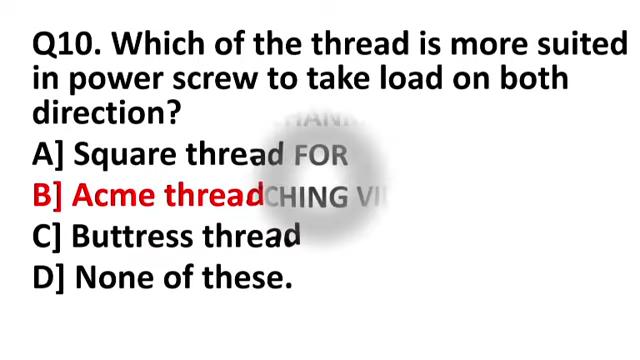 Q10. Which of the thread is more suited
in power screw to take load on both
direction?
A] Square thread FOR
B] Acme thread
C] Buttress thread
D] None of these.